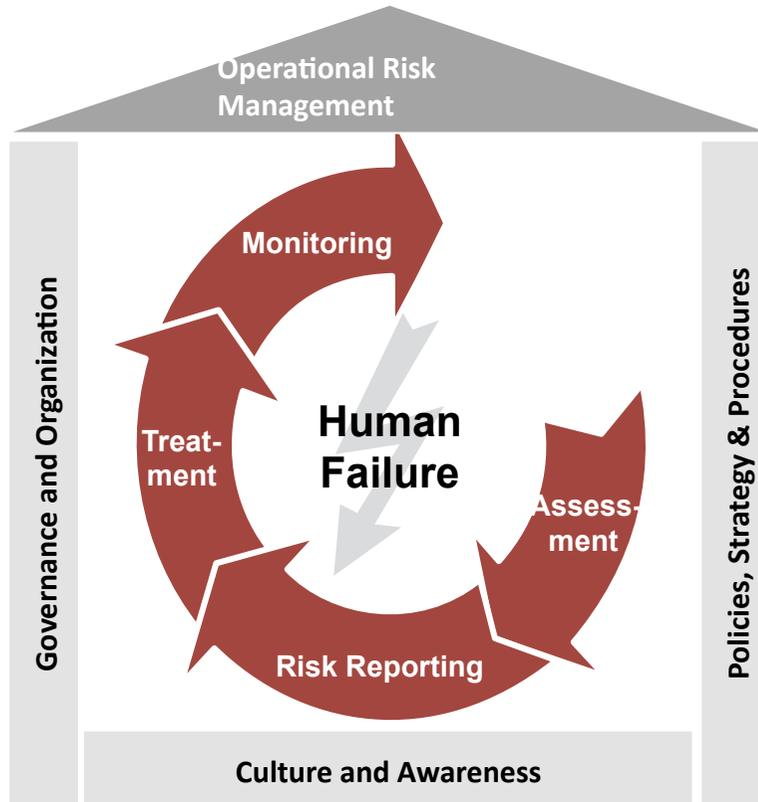 Operational Risk
Management
Monitoring
Governance and Organization
Policies, Strategy & Procedures
Human
Failure
Treat-
ment
Assess-
ment
Risk Reporting
Culture and Awareness